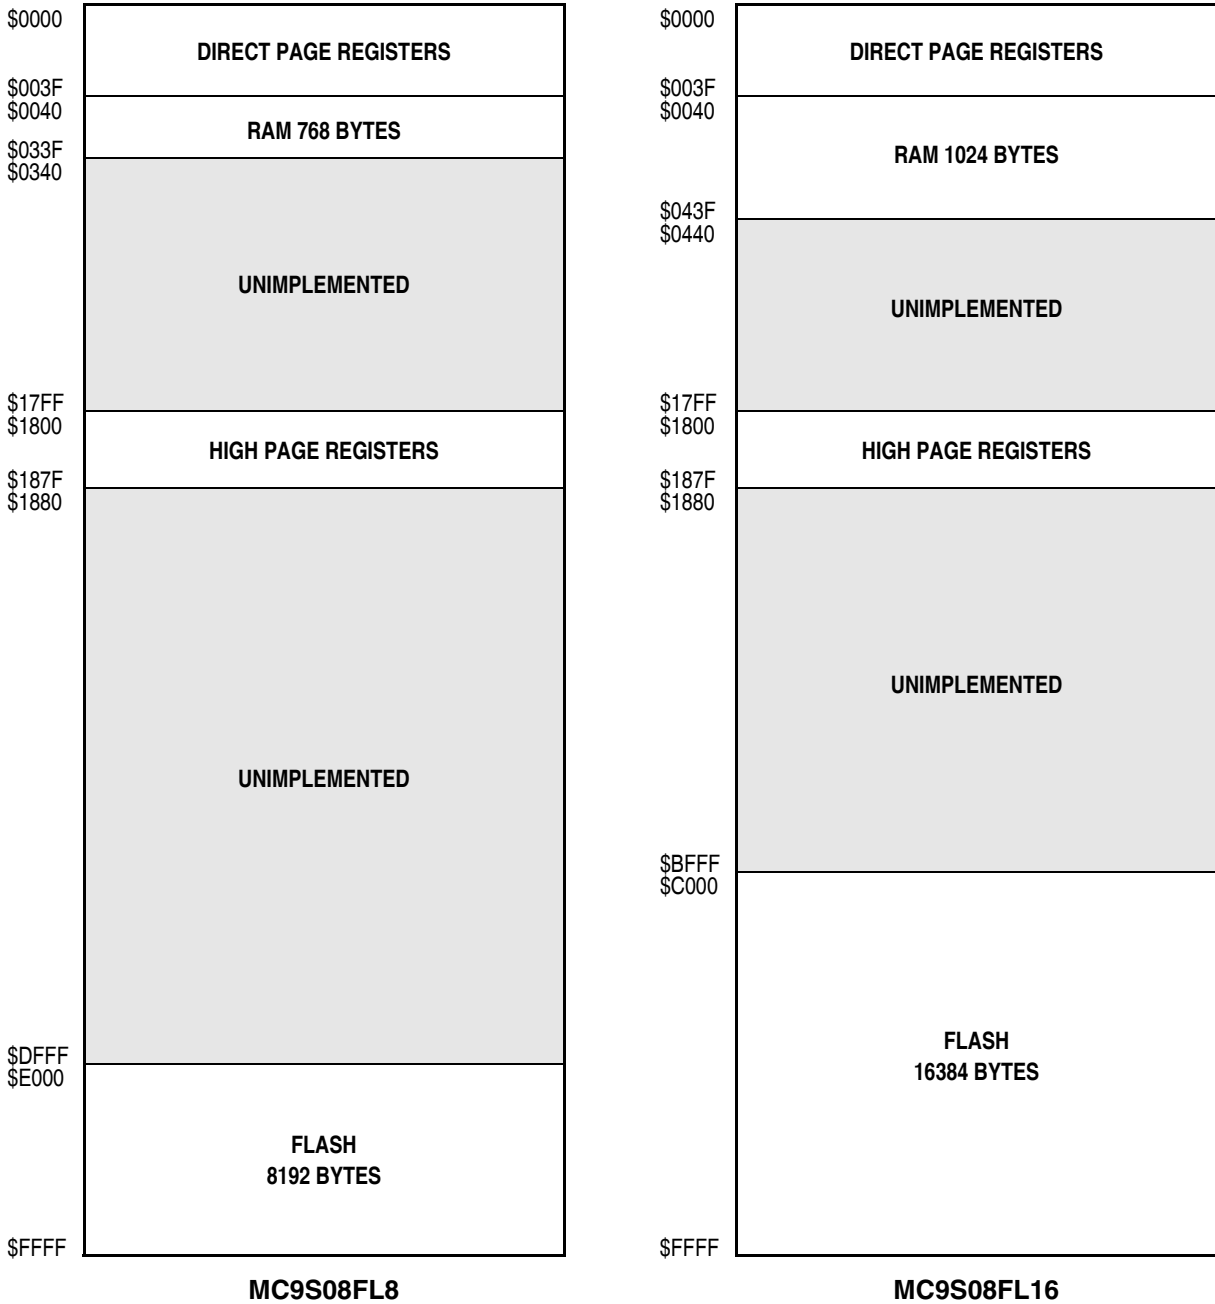 $0000
DIRECT PAGE REGISTERS
$003F
$0040
RAM 768 BYTES
$033F
$0340
UNIMPLEMENTED
$17FF
$1800
HIGH PAGE REGISTERS
$187F
$1880
UNIMPLEMENTED
$DFFF
$E000
FLASH
8192 BYTES
$FFFF
MC9S08FL8
$0000
DIRECT PAGE REGISTERS
$003F
$0040
RAM 1024 BYTES
$043F
$0440
UNIMPLEMENTED
$17FF
$1800
HIGH PAGE REGISTERS
$187F
$1880
UNIMPLEMENTED
$BFFF
$C000
FLASH
16384 BYTES
$FFFF
MC9S08FL16